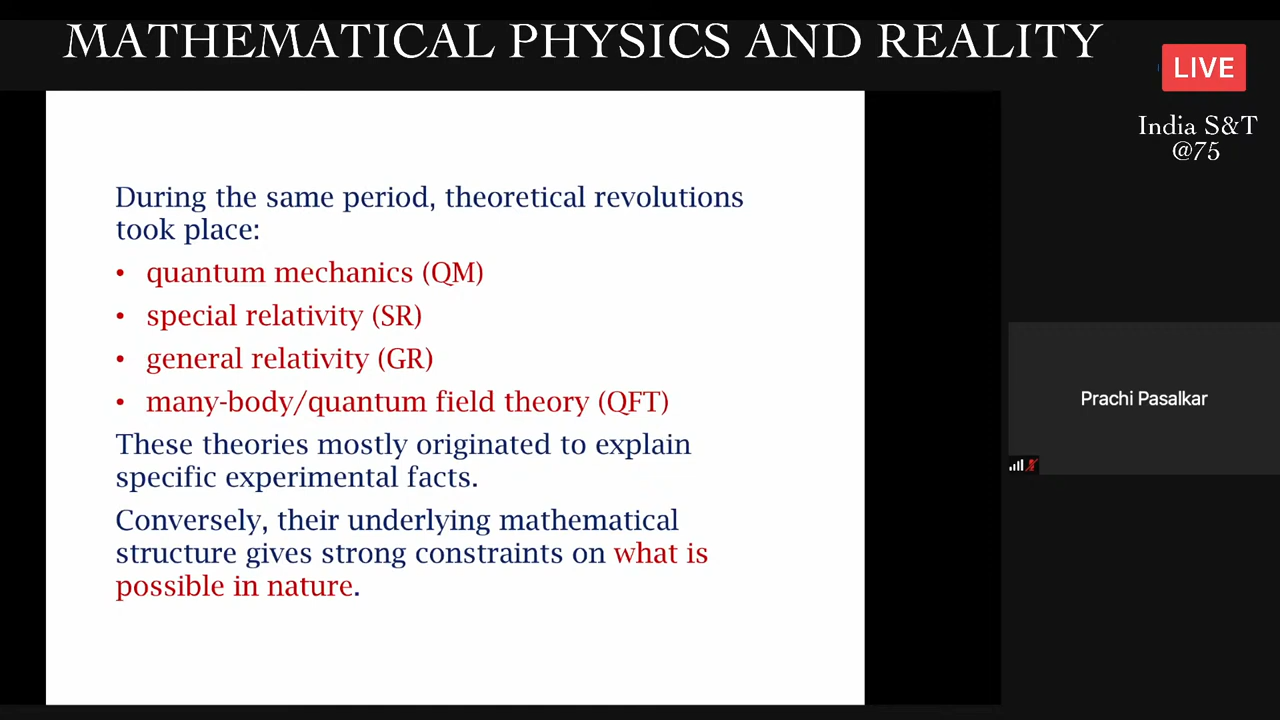 MATHEMATICAL PHYSICS AND REALITY
LIVE
India S&T
@75
During the same period, theoretical revolutions
took place:
• quantum mechanics (QM)
• special relativity (SR)
• general relativity (GR)
• many-body/quantum field theory (QFT)
These theories mostly originated to explain
specific experimental facts.
Conversely, their underlying mathematical
structure gives strong constraints on what is
possible in nature.
Prachi Pasalkar